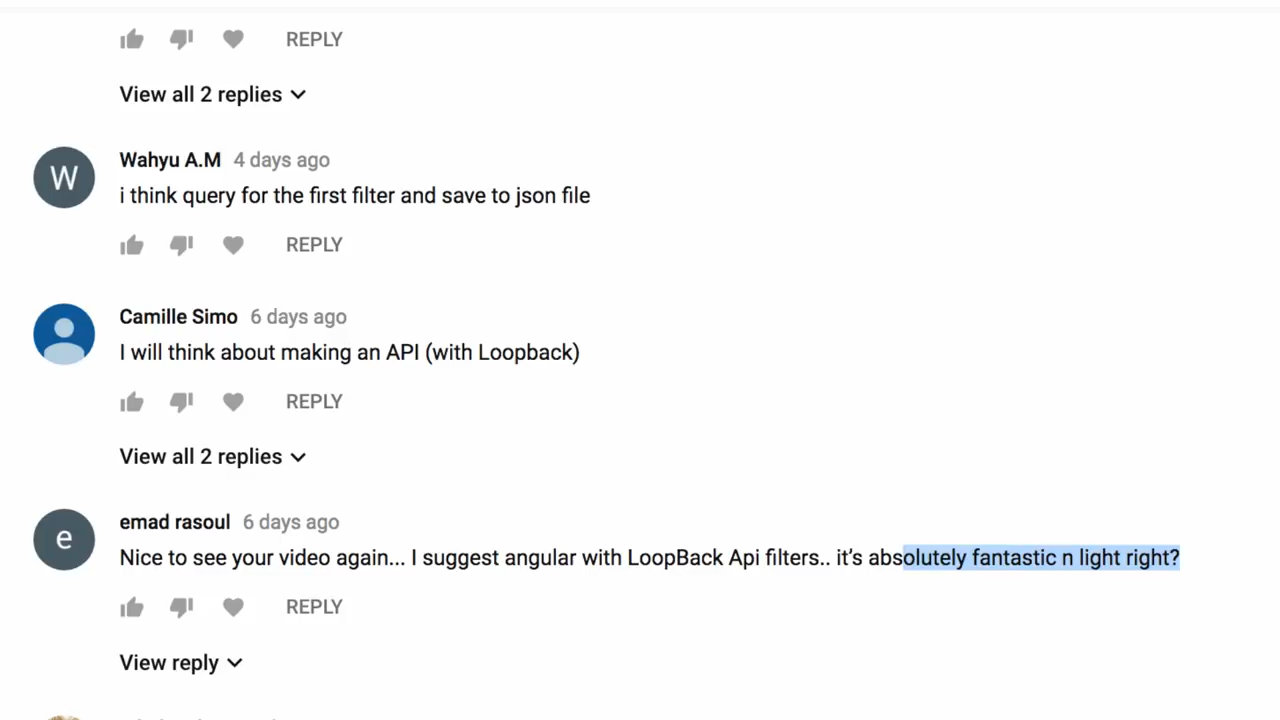 REPLY
View all 2 replies
W
Wahyu A.M 4 days ago
i think query for the first filter and save to json file
REPLY
Camille Simo 6 days ago
I will think about making an API (with Loopback)
REPLY
View all 2 replies
e
emad rasoul 6 days ago
Nice to see your video again... I suggest angular with LoopBack Api filters.. it's absolutely fantastic n light right?
REPLY
View reply